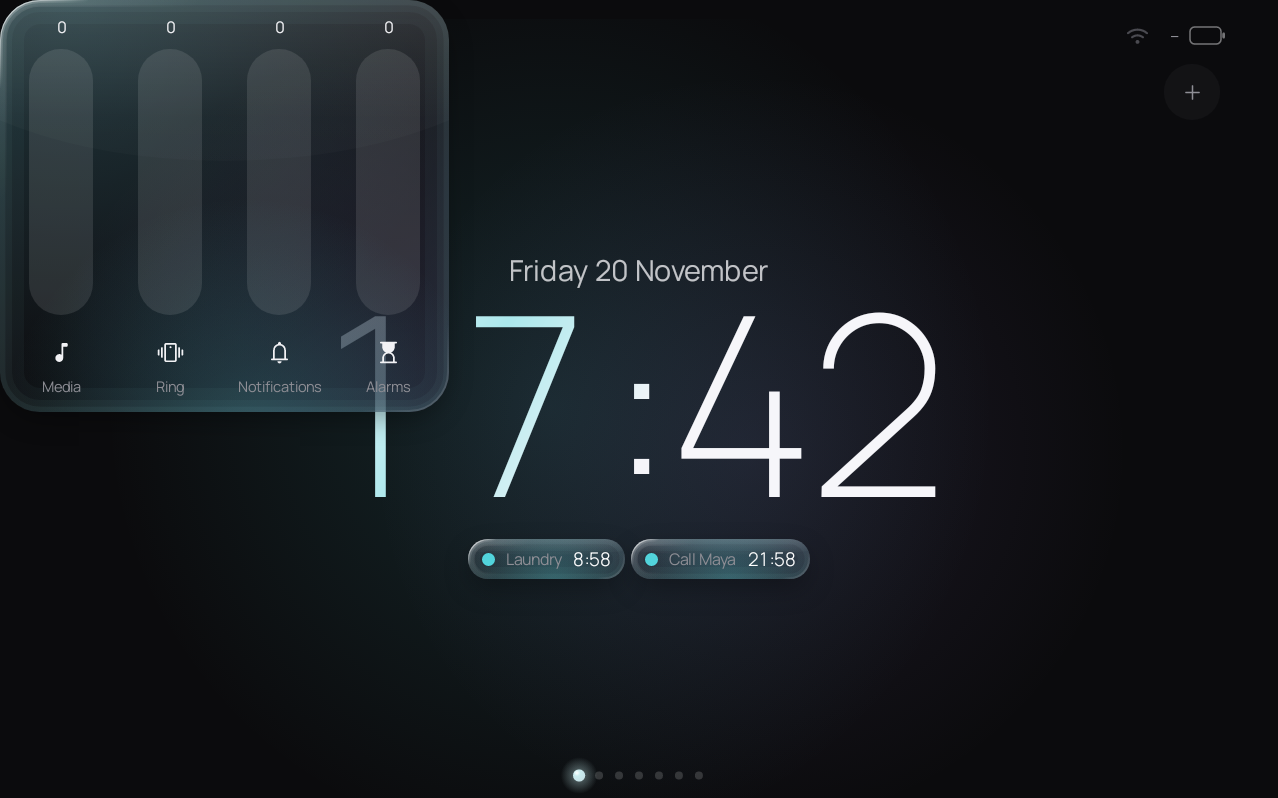 0 0 0 0
–
+
Media Ring Notifications Alarms
Friday 20 November
17:42
Laundry 8:58 Call Maya 21:58